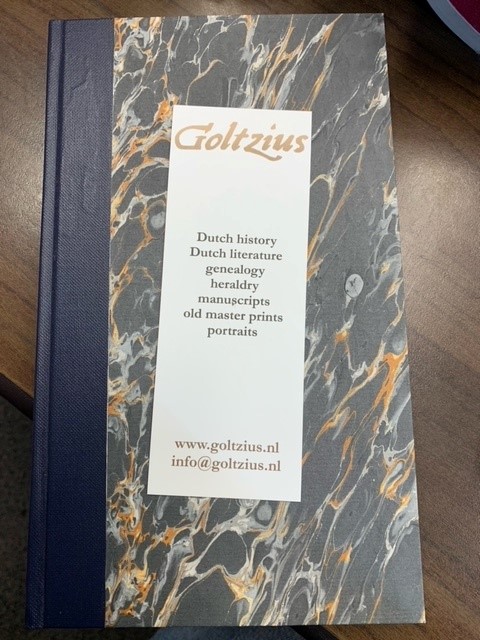 Goltzius
Dutch history
Dutch literature
genealogy
heraldry
manuscripts
old master prints
portraits
www.goltzius.nl
info@goltzius.nl